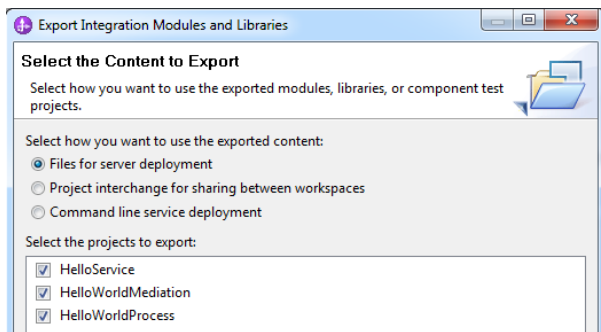 Export Integration Modules and Libraries
Select the Content to Export
Select how you want to use the exported modules, libraries, or component test
projects.
Select how you want to use the exported content:
Files for server deployment
Project interchange for sharing between workspaces
Command line service deployment
Select the projects to export:
HelloService
HelloWorldMediation
HelloWorldProcess